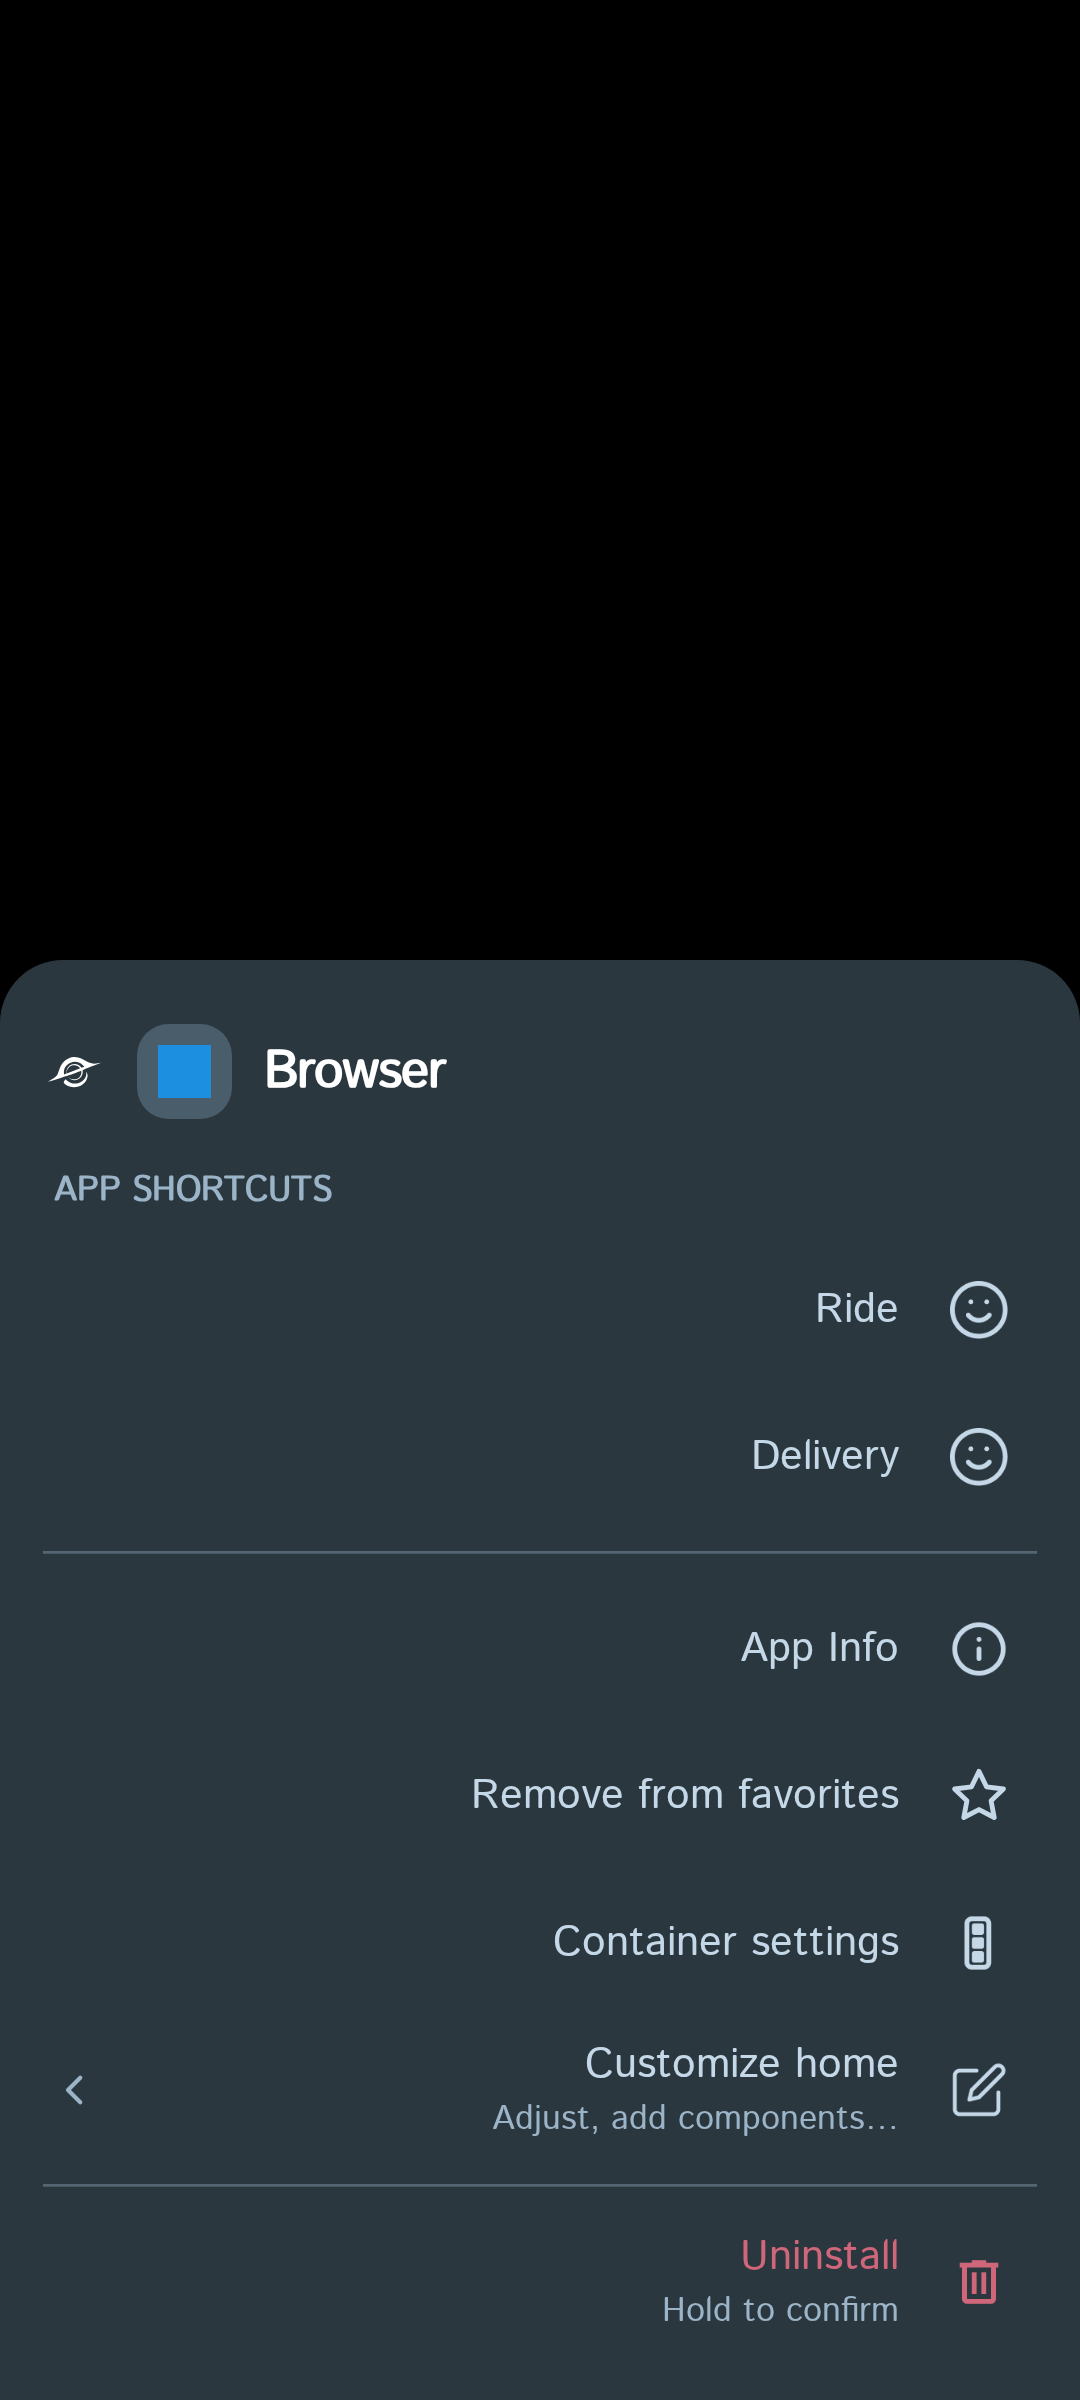 Browser
APP SHORTCUTS
Ride
Delivery
App Info
Remove from favorites
Container settings
Customize home
Adjust, add components...
Uninstall
Hold to confirm